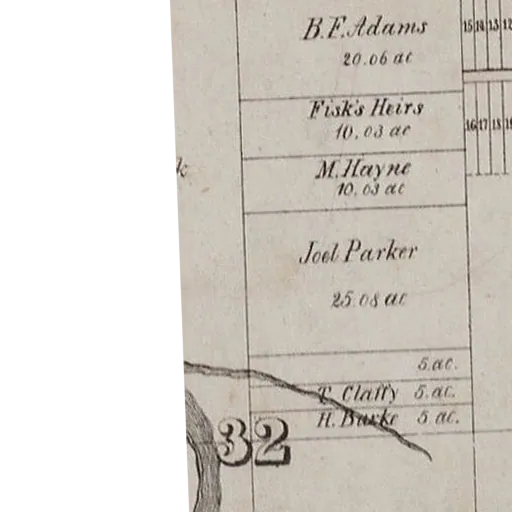 B.F. Adams
20.06 ac
15 14 13 12
Fisk's Heirs
10.03 ac
16 17 18 19
M. Hayne
10.03 ac
k
Joel Parker
25.08 ac
5 ac.
T. Claffy 5 ac.
H. Burke 5 ac.
32